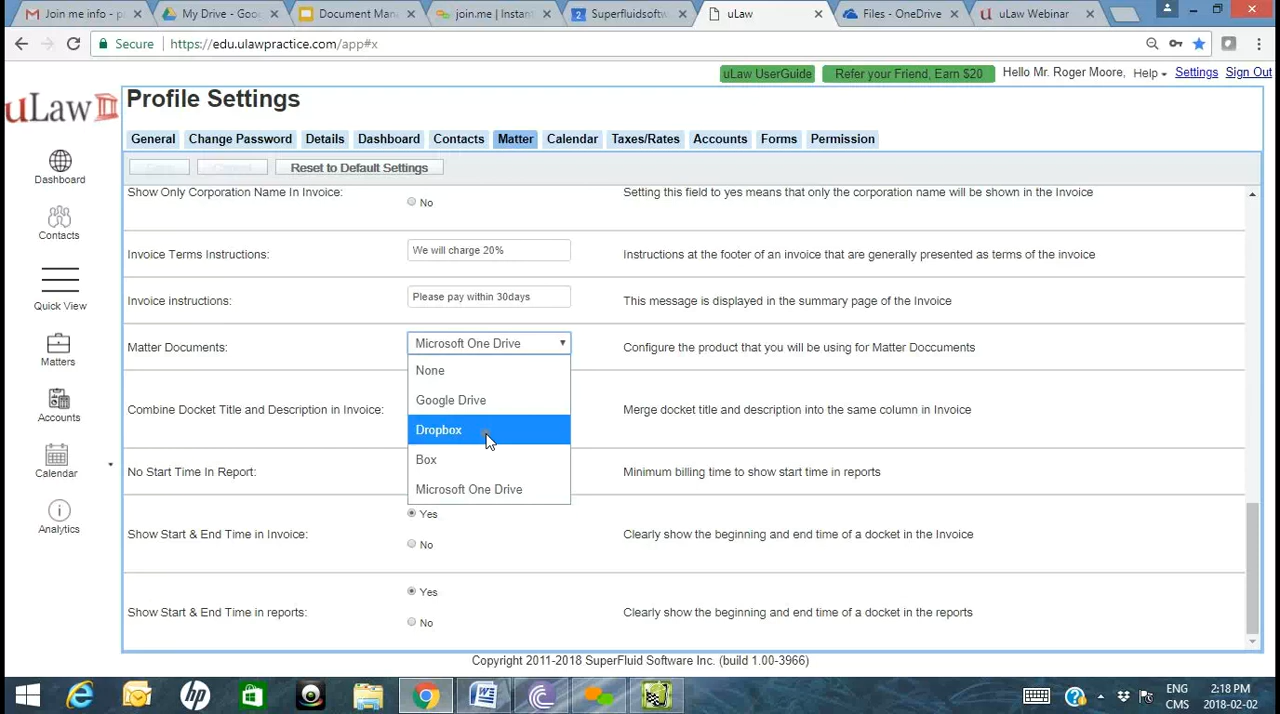 Join me info - p
My Drive - Goo
Document Man
join.me | Instan
Superfluidsoftw
uLaw
Files - OneDrive
uLaw Webinar
Secure
https://edu.ulawpractice.com/app#x
uLaw UserGuide
Refer your Friend, Earn $20
Hello Mr. Roger Moore,
Help
Settings
Sign Out
uLaw
Profile Settings
General
Change Password
Details
Dashboard
Contacts
Matter
Calendar
Taxes/Rates
Accounts
Forms
Permission
Reset to Default Settings
Dashboard
Contacts
Quick View
Matters
Accounts
Calendar
Analytics
Show Only Corporation Name In Invoice:
No
Setting this field to yes means that only the corporation name will be shown in the Invoice
Invoice Terms Instructions:
We will charge 20%
Instructions at the footer of an invoice that are generally presented as terms of the invoice
Invoice instructions:
Please pay within 30days
This message is displayed in the summary page of the Invoice
Matter Documents:
Microsoft One Drive
Configure the product that you will be using for Matter Doccuments
None
Google Drive
Dropbox
Box
Microsoft One Drive
Combine Docket Title and Description in Invoice:
Merge docket title and description into the same column in Invoice
No Start Time In Report:
Minimum billing time to show start time in reports
Show Start & End Time in Invoice:
Yes
No
Clearly show the beginning and end time of a docket in the Invoice
Show Start & End Time in reports:
Yes
No
Clearly show the beginning and end time of a docket in the reports
Copyright 2011-2018 SuperFluid Software Inc. (build 1.00-3966)
ENG
CMS
2:18 PM
2018-02-02